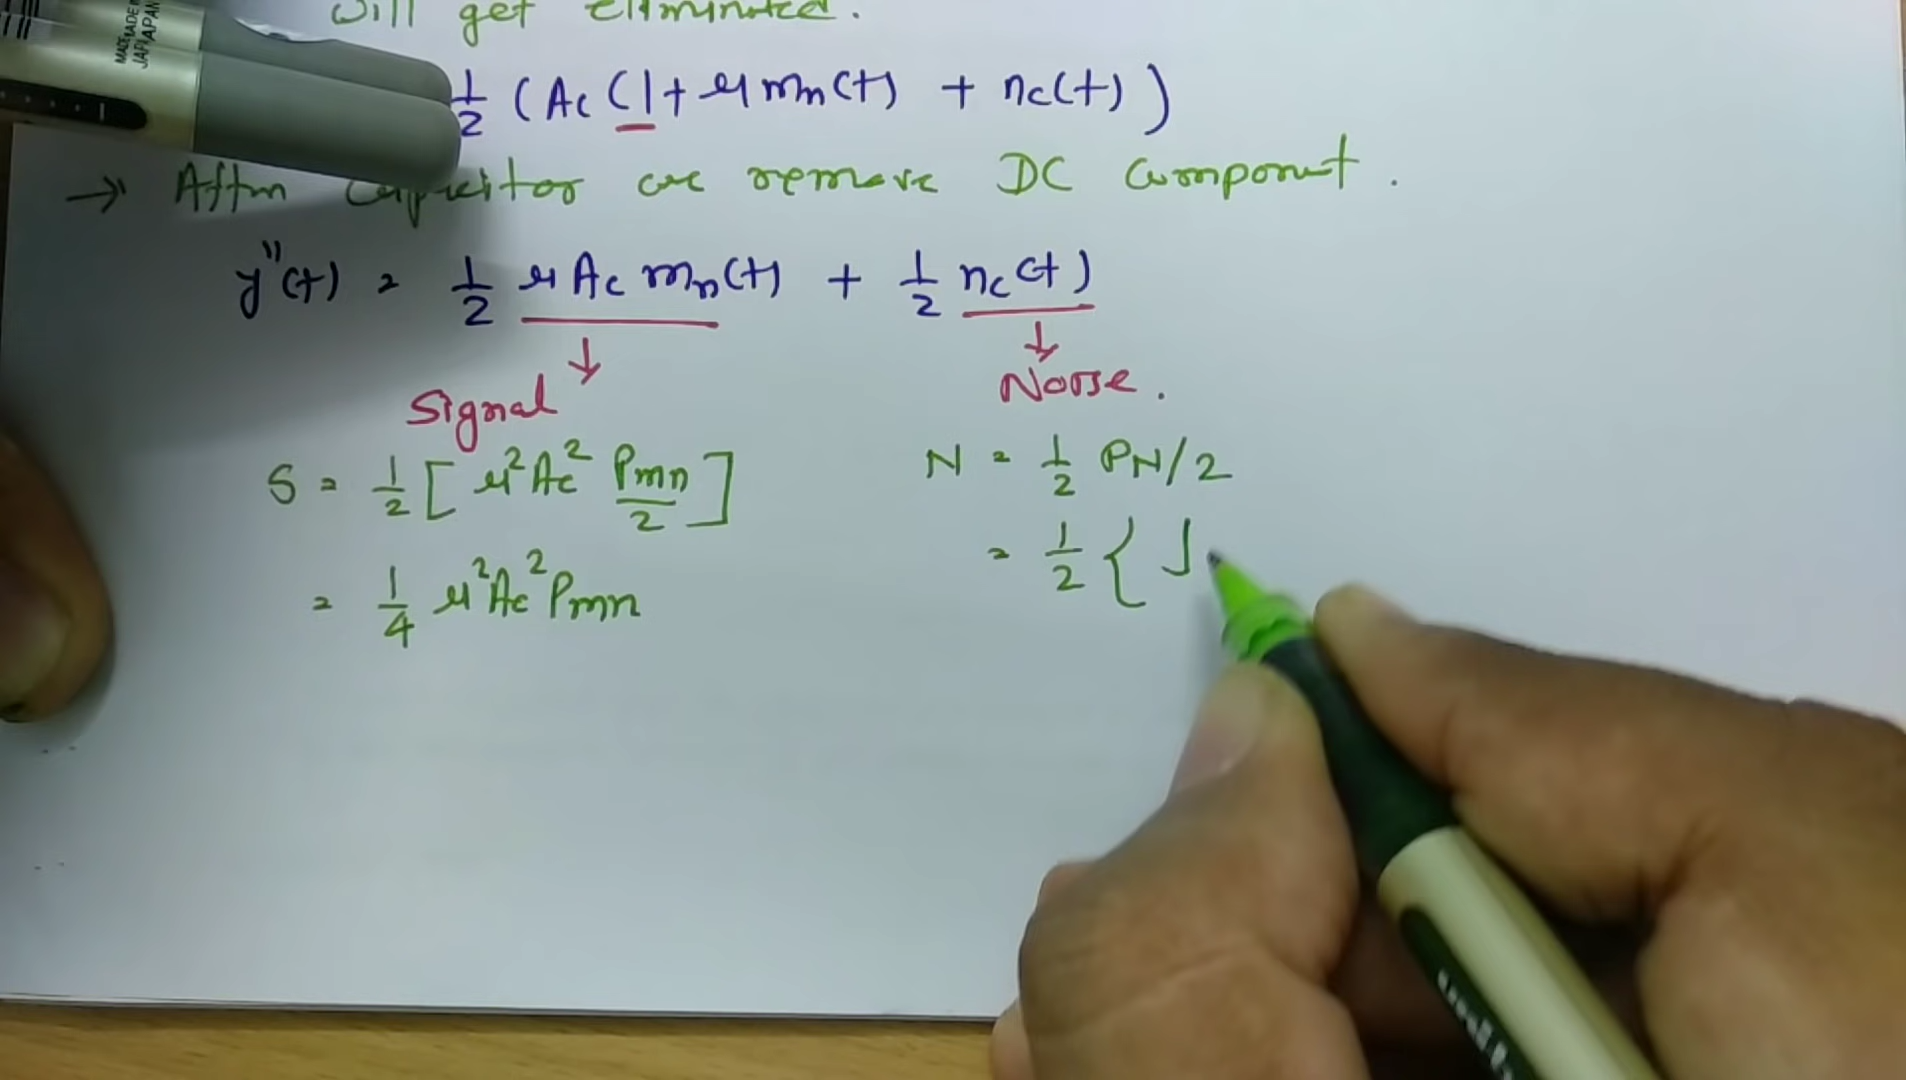 will get eliminated.
1/2 (Ac (1 + μ mn(t) + nc(t))
→ After capacitor we remove DC component.
y''(t) = 1/2 μ Ac mn(t) + 1/2 nc(t)
↓ ↓
Signal Noise.
S = 1/2 [μ² Ac² Pmn/2] N = 1/2 PN/2
= 1/4 μ² Ac² Pmn = 1/2 { ∫
MADE JAPAN
uni